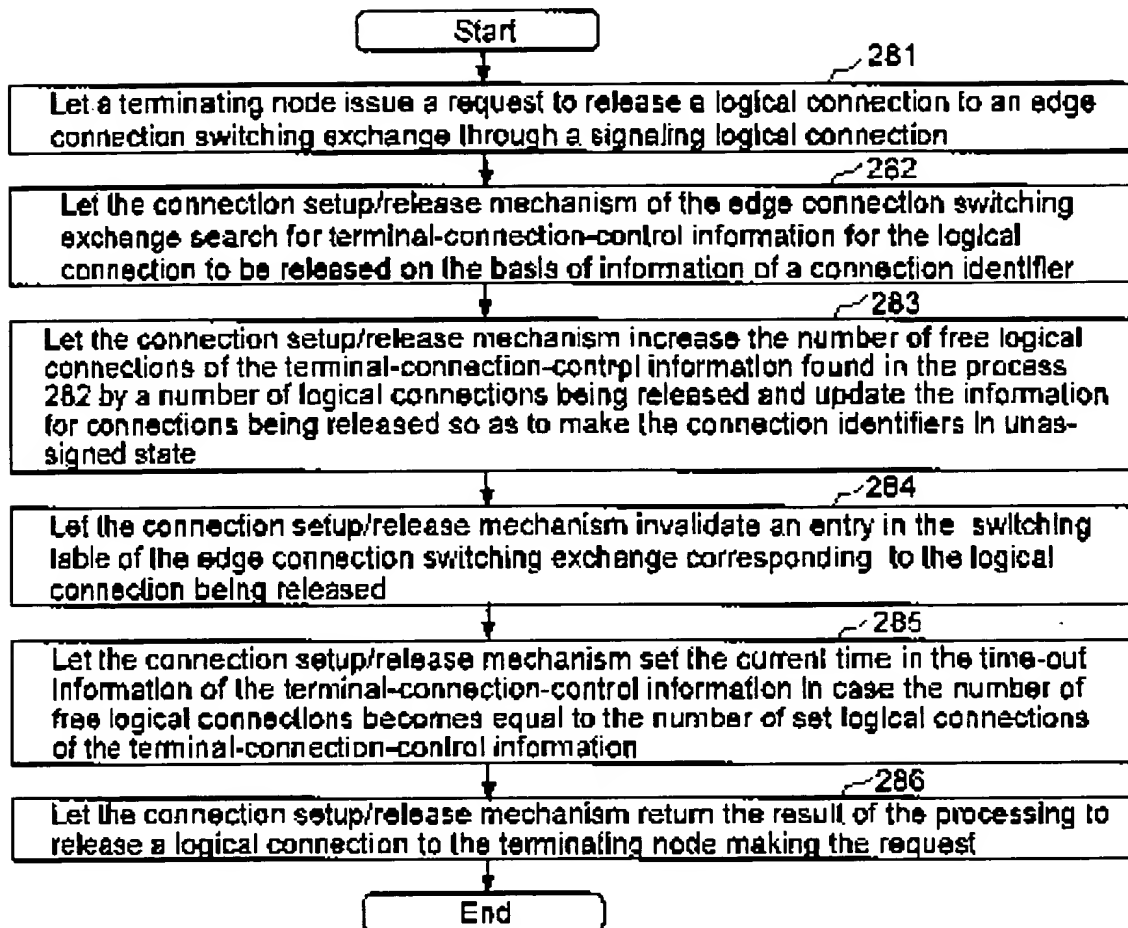 Start
281
Let a terminating node issue a request to release a logical connection to an edge
connection switching exchange through a signaling logical connection
282
Let the connection setup/release mechanism of the edge connection switching
exchange search for terminal-connection-control information for the logical
connection to be released on the basis of information of a connection identifier
283
Let the connection setup/release mechanism increase the number of free logical
connections of the terminal-connection-control information found in the process
282 by a number of logical connections being released and update the information
for connections being released so as to make the connection identifiers in unas-
signed state
284
Let the connection setup/release mechanism invalidate an entry in the switching
table of the edge connection switching exchange corresponding to the logical
connection being released
285
Let the connection setup/release mechanism set the current time in the time-out
information of the terminal-connection-control information in case the number of
free logical connections becomes equal to the number of set logical connections
of the terminal-connection-control information
286
Let the connection setup/release mechanism return the result of the processing to
release a logical connection to the terminating node making the request
End